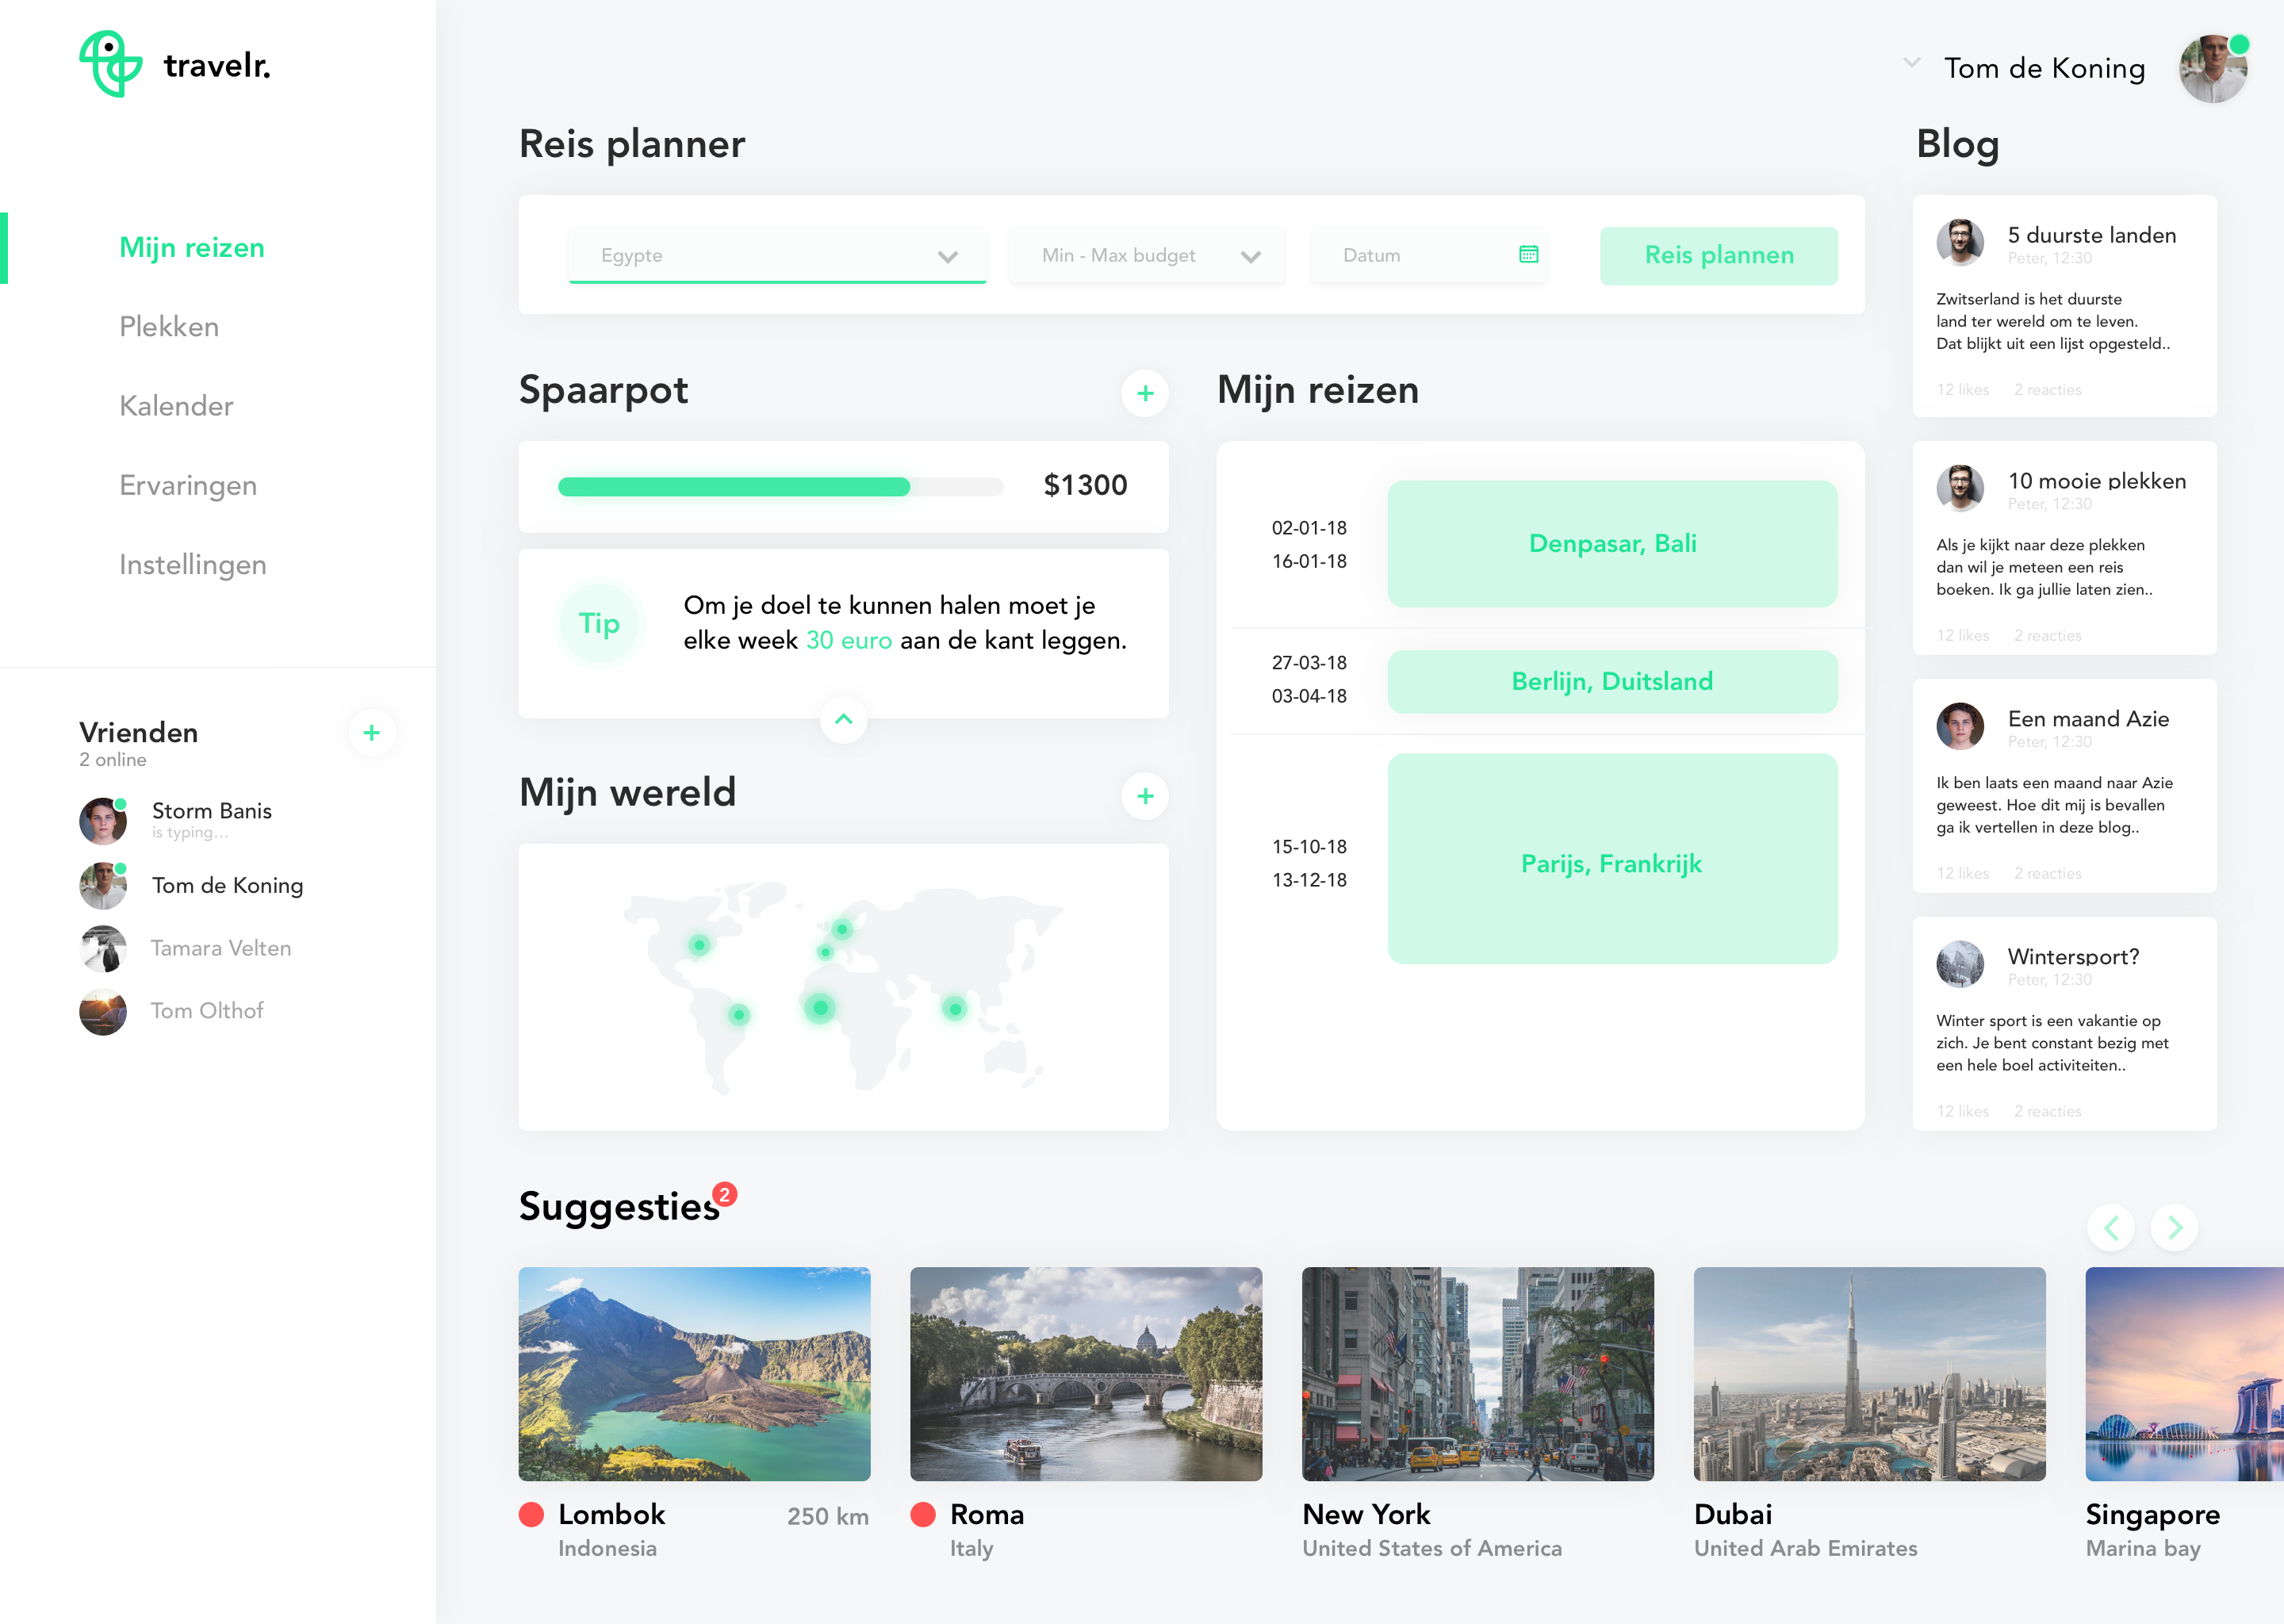 travelr.
Mijn reizen
Plekken
Kalender
Ervaringen
Instellingen
Vrienden
2 online
Storm Banis
is typing...
Tom de Koning
Tamara Velten
Tom Olthof
Tom de Koning
Reis planner
Egypte
Min - Max budget
Datum
Reis plannen
Spaarpot
$1300
Tip
Om je doel te kunnen halen moet je
elke week 30 euro aan de kant leggen.
Mijn wereld
Mijn reizen
02-01-18
16-01-18
Denpasar, Bali
27-03-18
03-04-18
Berlijn, Duitsland
15-10-18
13-12-18
Parijs, Frankrijk
Blog
5 duurste landen
Peter, 12:30
Zwitserland is het duurste
land ter wereld om te leven.
Dat blijkt uit een lijst opgesteld..
12 likes 2 reacties
10 mooie plekken
Peter, 12:30
Als je kijkt naar deze plekken
dan wil je meteen een reis
boeken. Ik ga jullie laten zien..
12 likes 2 reacties
Een maand Azie
Peter, 12:30
Ik ben laats een maand naar Azie
geweest. Hoe dit mij is bevallen
ga ik vertellen in deze blog..
12 likes 2 reacties
Wintersport?
Peter, 12:30
Winter sport is een vakantie op
zich. Je bent constant bezig met
een hele boel activiteiten..
12 likes 2 reacties
Suggesties
2
Lombok
250 km
Indonesia
Roma
Italy
New York
United States of America
Dubai
United Arab Emirates
Singapore
Marina bay